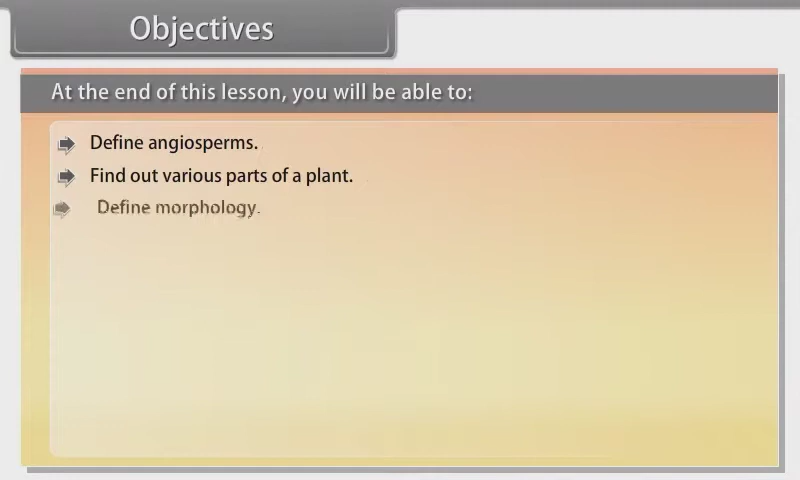 Objectives
At the end of this lesson, you will be able to:
Define angiosperms.
Find out various parts of a plant.
Define morphology.